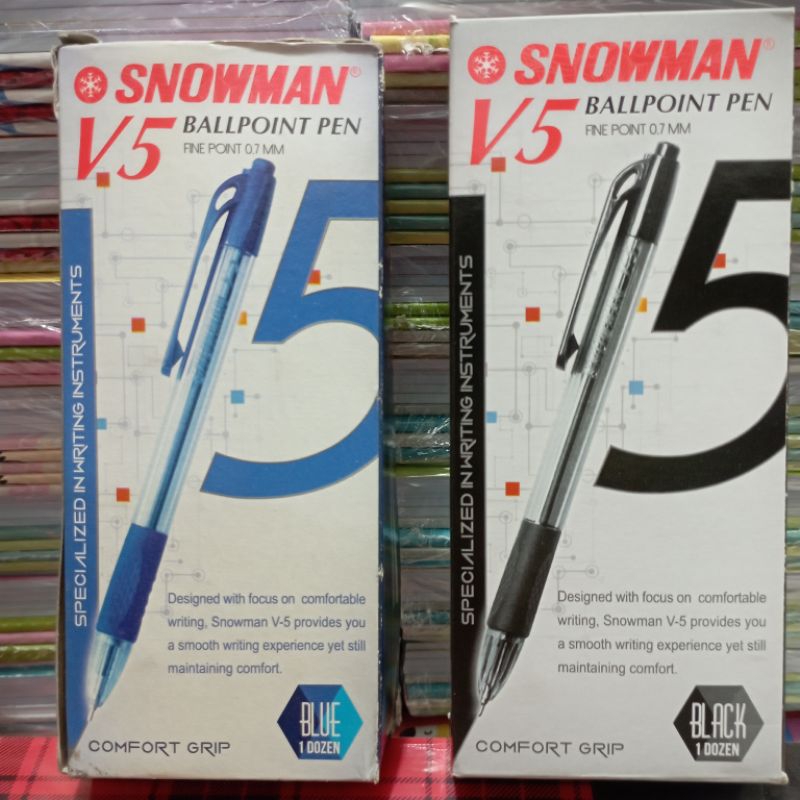 SNOWMAN®
V5 BALLPOINT PEN
FINE POINT 0.7 MM
5
SPECIALIZED IN WRITING INSTRUMENTS
Designed with focus on comfortable
writing, Snowman V-5 provides you
a smooth writing experience yet still
maintaining comfort.
COMFORT GRIP
BLUE
1 DOZEN
SNOWMAN®
V5 BALLPOINT PEN
FINE POINT 0.7 MM
5
SPECIALIZED IN WRITING INSTRUMENTS
Designed with focus on comfortable
writing, Snowman V-5 provides you
a smooth writing experience yet still
maintaining comfort.
COMFORT GRIP
BLACK
1 DOZEN